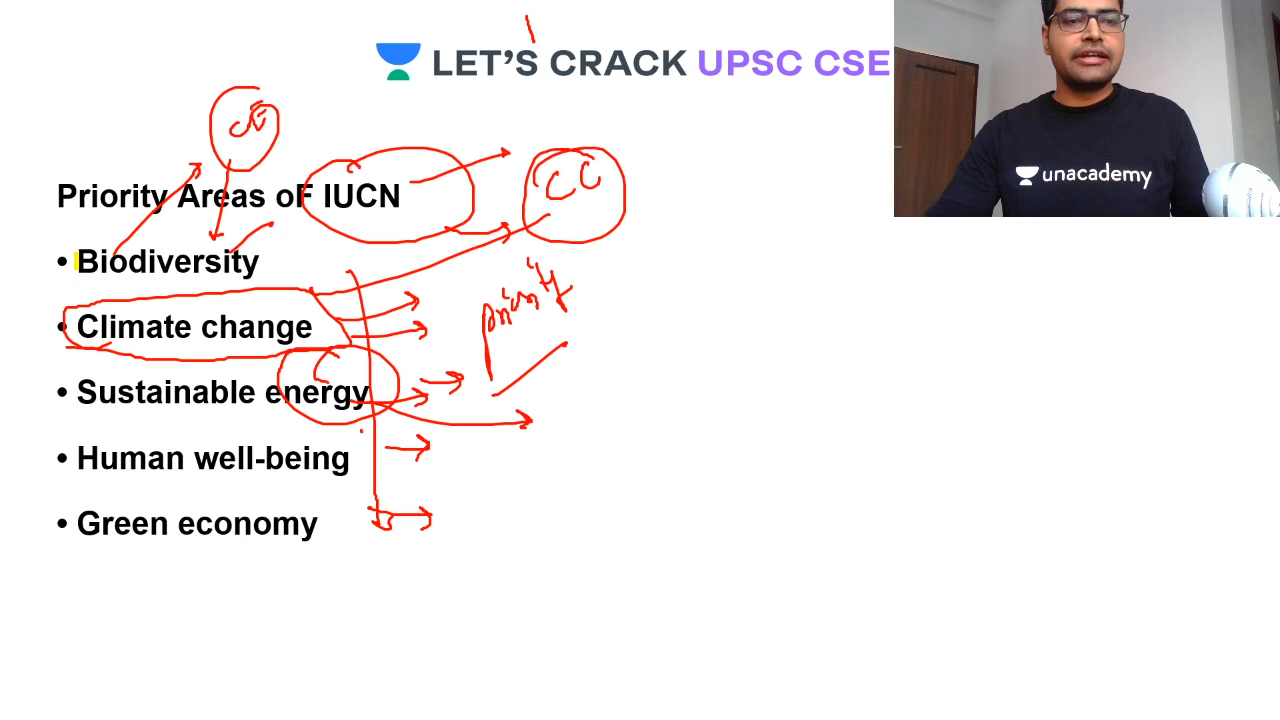 LET'S CRACK UPSC CSE
unacademy
Priority Areas oF IUCN
• Biodiversity
• Climate change
• Sustainable energy
• Human well-being
• Green economy
CC
priority